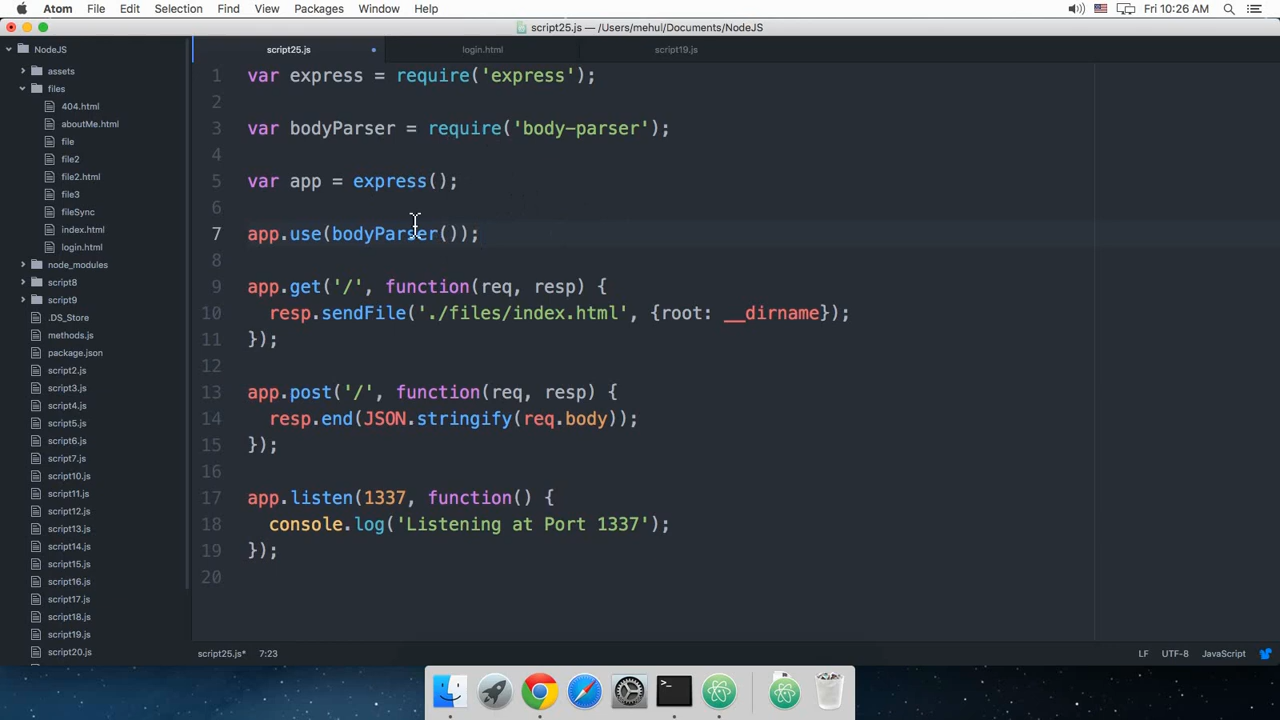 Atom File Edit Selection Find View Packages Window Help Fri 10:26 AM
script25.js — /Users/mehul/Documents/NodeJS
NodeJS
assets
files
404.html
aboutMe.html
file
file2
file2.html
file3
fileSync
index.html
login.html
node_modules
script8
script9
.DS_Store
methods.js
package.json
script2.js
script3.js
script4.js
script5.js
script6.js
script7.js
script10.js
script11.js
script12.js
script13.js
script14.js
script15.js
script16.js
script17.js
script18.js
script19.js
script20.js
script25.js login.html script19.js
1 var express = require('express');
2
3 var bodyParser = require('body-parser');
4
5 var app = express();
6
7 app.use(bodyParser());
8
9 app.get('/', function(req, resp) {
10 resp.sendFile('./files/index.html', {root: __dirname});
11 });
12
13 app.post('/', function(req, resp) {
14 resp.end(JSON.stringify(req.body));
15 });
16
17 app.listen(1337, function() {
18 console.log('Listening at Port 1337');
19 });
20
script25.js* 7:23 LF UTF-8 JavaScript